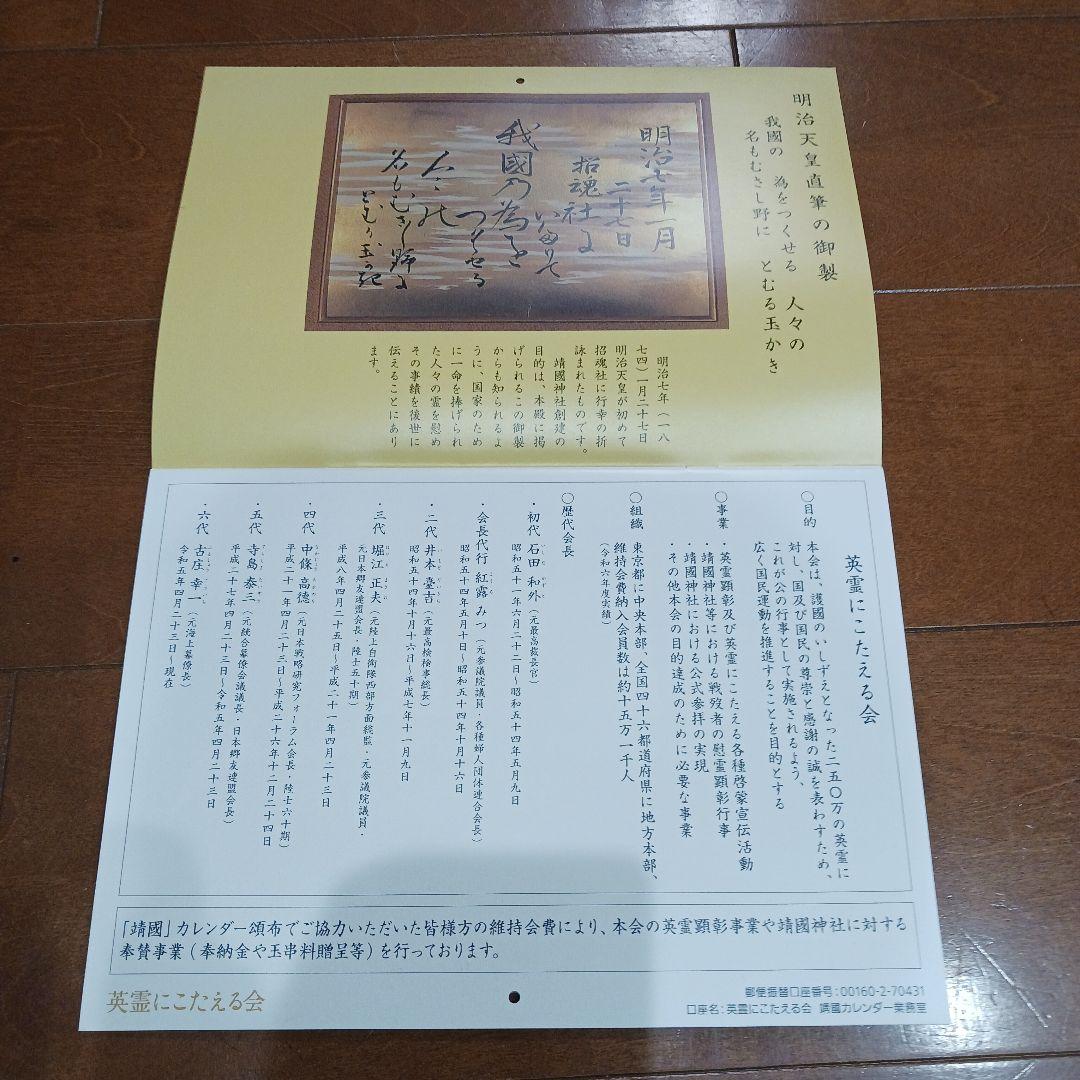 明治天皇直筆の御製
我國の 為をつくせる 人々の
名もむさし野に とむる玉かき
明治七年一月
二十七日
招魂社に
いたりて
我國乃為を
つくせる
人々の
名もむさし野に
とむる玉かき
明治七年（一八
七四）一月二十七日
明治天皇が初めて
招魂社に行幸の折
詠まれたものです。
靖國神社創建の
目的は、本殿に掲
げられるこの御製
からも知られるよ
うに、国家のため
に一命を捧げられ
た人々の霊を慰め
その事績を後世に
伝えることにあり
ます。
英霊にこたえる会
○目的
本会は、護國のいしずえとなった二五〇万の英霊に
対し、国及び国民の尊崇と感謝の誠を表わすため、
これが公の行事として実施されるよう、
広く国民運動を推進することを目的とする
○事業
・英霊顕彰及び英霊にこたえる各種啓蒙宣伝活動
・靖國神社等における戦歿者の慰霊顕彰行事
・靖國神社における公式参拝の実現
・その他本会の目的達成のために必要な事業
○組織
東京都に中央本部、全国四十六都道府県に地方本部、
維持会費納入会員数は約十五万一千人
（令和六年度実績）
○歴代会長
・初代 石田 和外（元最高裁長官）
昭和五十一年六月二十二日～昭和五十四年五月九日
・会長代行 紅露 みつ（元参議院議員・各種婦人団体連合会長）
昭和五十四年五月十日～昭和五十四年十月十六日
・二代 井本 臺吉（元最高検検事総長）
昭和五十四年十月十六日～平成七年十一月九日
・三代 堀江 正夫（元陸上自衛隊西部方面総監・元参議院議員・
元日本郷友連盟会長・陸士五十期）
平成八年四月二十五日～平成二十一年四月二十三日
・四代 中條 高德（元日本戦略研究フォーラム会長・陸士六十期）
平成二十一年四月二十三日～平成二十六年十二月二十四日
・五代 寺島 泰三（元統合幕僚会議議長・日本郷友連盟会長）
平成二十七年四月二十三日～令和五年四月二十三日
・六代 古庄 幸一（元海上幕僚長）
令和五年四月二十三日～現在
「靖國」カレンダー頒布でご協力いただいた皆様方の維持会費により、本会の英霊顕彰事業や靖國神社に対する
奉賛事業（奉納金や玉串料贈呈等）を行っております。
英霊にこたえる会
郵便振替口座番号：00160-2-70431
口座名：英霊にこたえる会 靖國カレンダー業務室